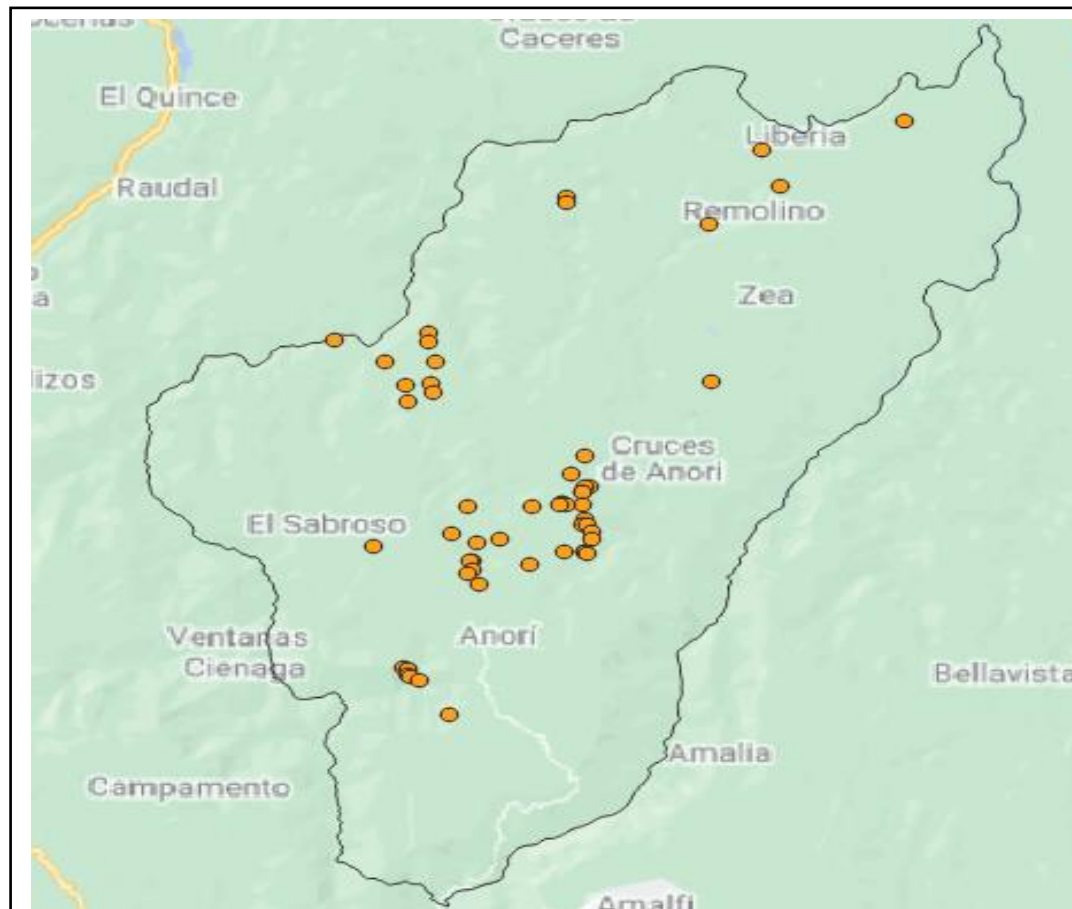 Caceres
El Quince
Liberia
Raudal
Remolino
Zea
lizos
Cruces
de Anori
El Sabroso
Ventanas
Cienaga
Anorí
Bellavista
Amalia
Campamento
Amalfi